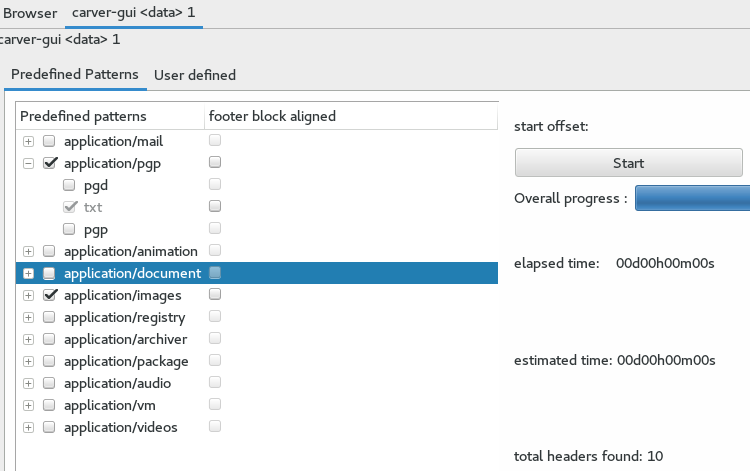 Browser carver-gui <data> 1
carver-gui <data> 1
Predefined Patterns User defined
Predefined patterns footer block aligned
start offset:
application/mail
application/pgp
Start
pgd
Overall progress :
txt
pgp
application/animation
elapsed time: 00d00h00m00s
application/document
application/images
application/registry
application/archiver
application/package
estimated time: 00d00h00m00s
application/audio
application/vm
application/videos
total headers found: 10